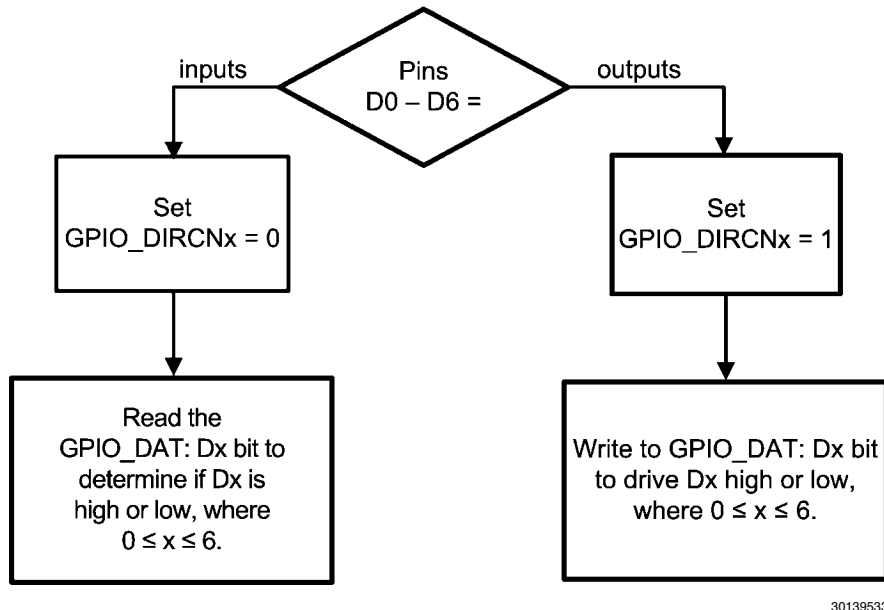 inputs
Pins
D0 – D6 =
outputs
Set
GPIO_DIRCNx = 0
Set
GPIO_DIRCNx = 1
Read the
GPIO_DAT: Dx bit to
determine if Dx is
high or low, where
0 ≤ x ≤ 6.
Write to GPIO_DAT: Dx bit
to drive Dx high or low,
where 0 ≤ x ≤ 6.
30139533